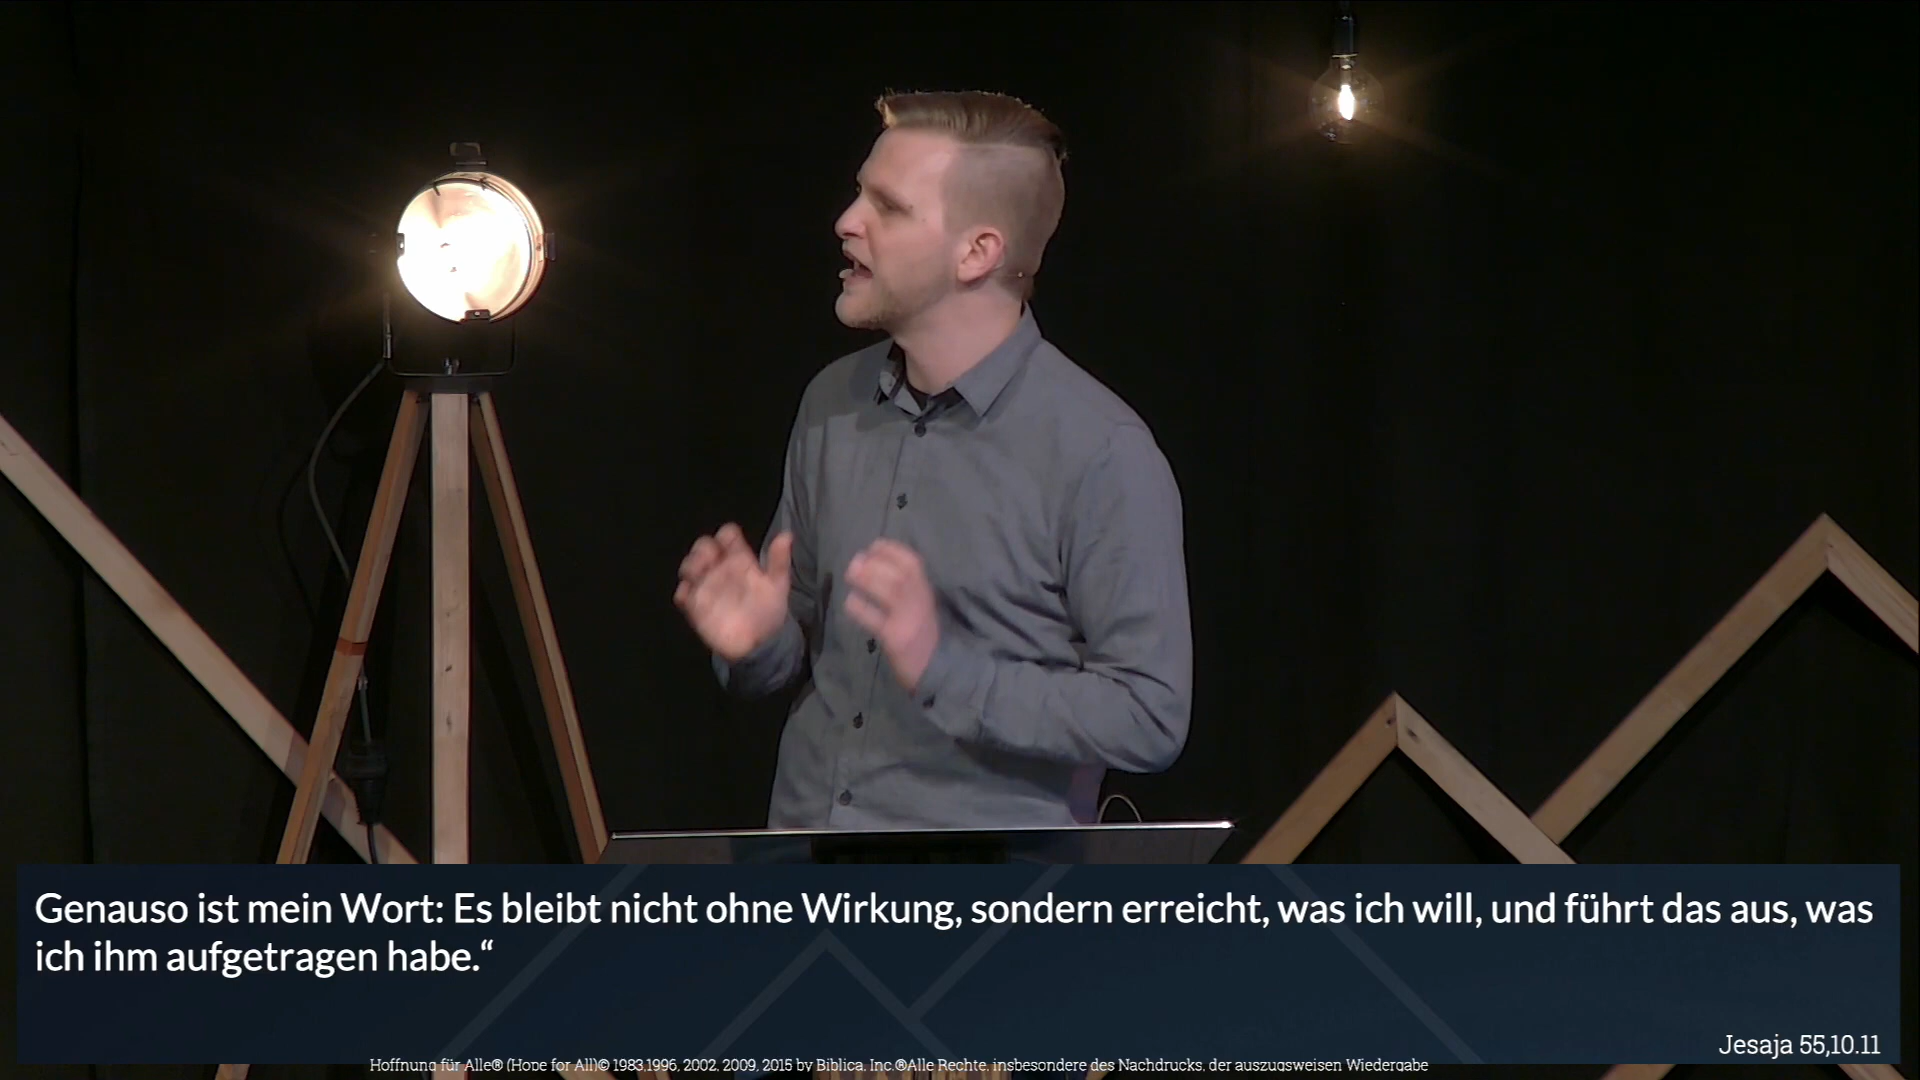 Genauso ist mein Wort: Es bleibt nicht ohne Wirkung, sondern erreicht, was ich will, und führt das aus, was
ich ihm aufgetragen habe.“
Jesaja 55,10.11
Hoffnung für Alle® (Hope for All)© 1983,1996, 2002, 2009, 2015 by Biblica, Inc.®Alle Rechte, insbesondere des Nachdrucks, der auszugsweisen Wiedergabe